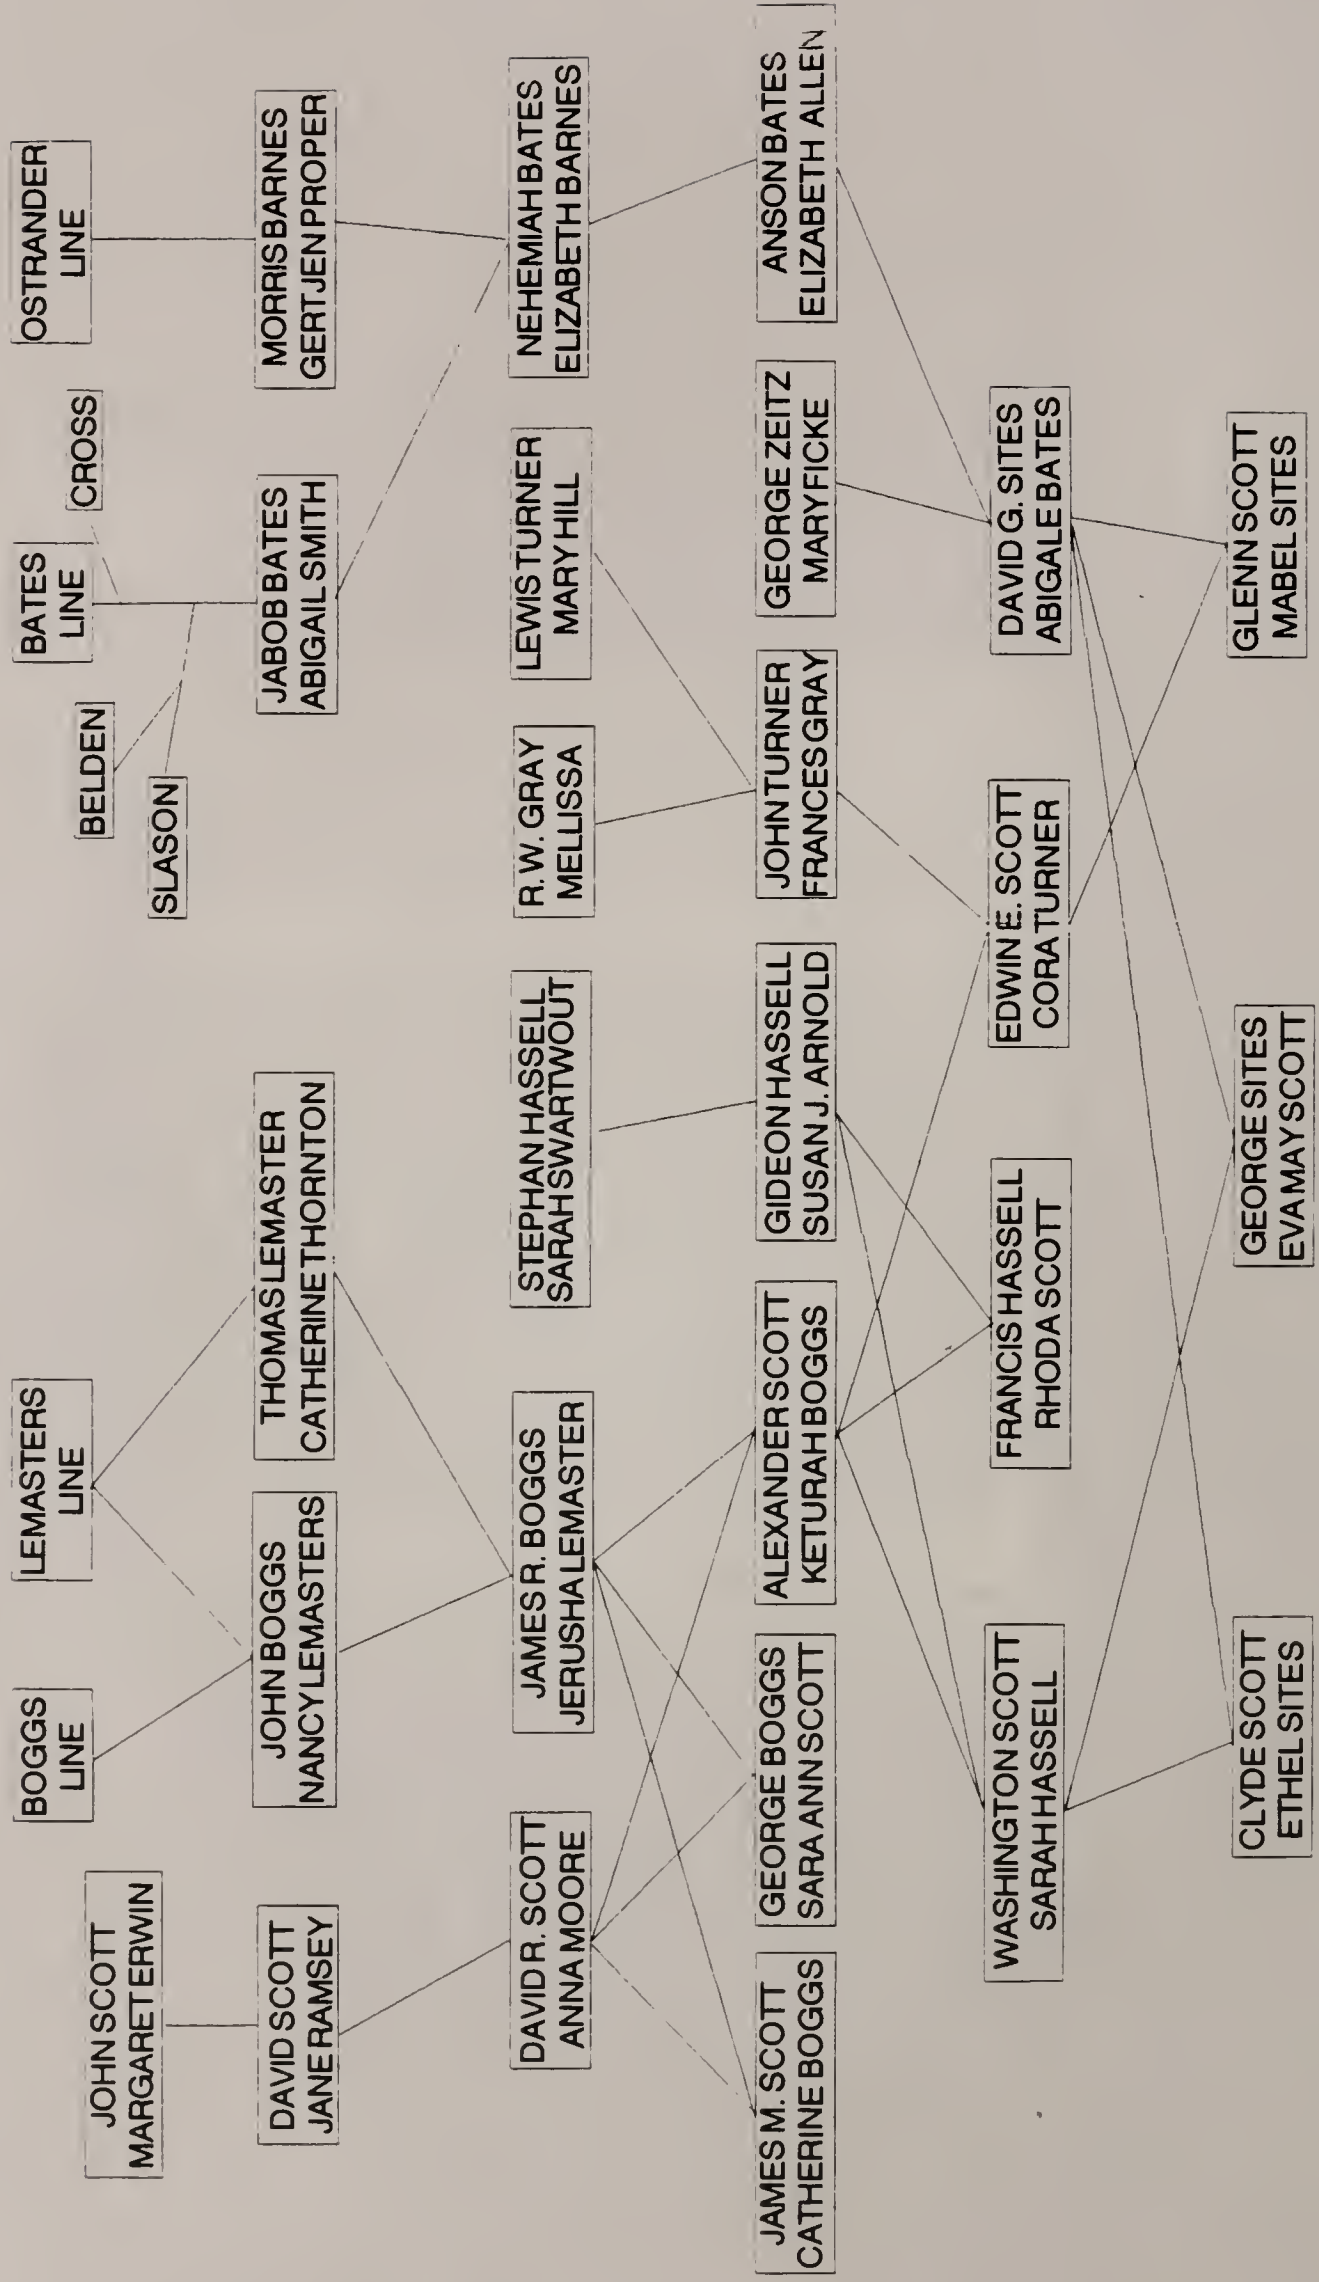 BOGGS
LINE
LEMASTERS
LINE
BATES
LINE
OSTRANDER
LINE
JOHN SCOTT
MARGARET ERWIN
BELDEN
CROSS
SLASON
DAVID SCOTT
JANE RAMSEY
JOHN BOGGS
NANCY LEMASTERS
THOMAS LEMASTER
CATHERINE THORNTON
JABOB BATES
ABIGAIL SMITH
MORRIS BARNES
GERTJEN PROPER
DAVID R. SCOTT
ANNA MOORE
JAMES R. BOGGS
JERUSHA LEMASTER
STEPHAN HASSELL
SARAH SWARTWOUT
R. W. GRAY
MELLISSA
LEWIS TURNER
MARY HILL
NEHEMIAH BATES
ELIZABETH BARNES
JAMES M. SCOTT
CATHERINE BOGGS
GEORGE BOGGS
SARA ANN SCOTT
ALEXANDER SCOTT
KETURAH BOGGS
GIDEON HASSELL
SUSAN J. ARNOLD
JOHN TURNER
FRANCES GRAY
GEORGE ZEITZ
MARY FICKE
ANSON BATES
ELIZABETH ALLEN
WASHINGTON SCOTT
SARAH HASSELL
FRANCIS HASSELL
RHODA SCOTT
EDWIN E. SCOTT
CORA TURNER
DAVID G. SITES
ABIGALE BATES
CLYDE SCOTT
ETHEL SITES
GEORGE SITES
EVA MAY SCOTT
GLENN SCOTT
MABEL SITES